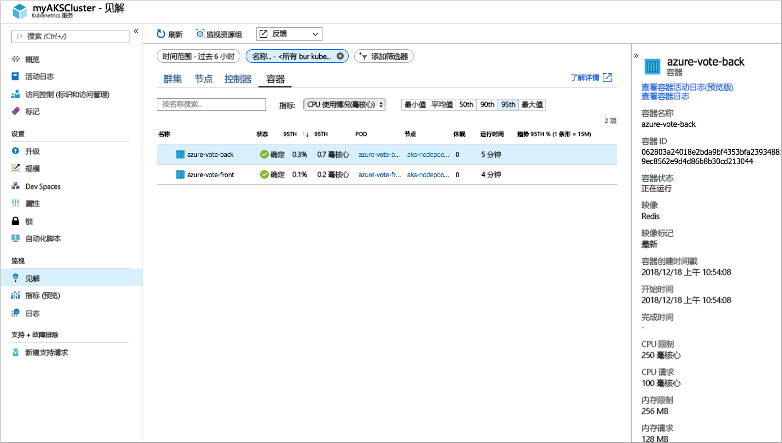 myAKSCluster - 见解
Kubinetrics 服务
搜索 (Ctrl+/)
«
概览
活动日志
访问控制 (标识和访问管理)
标记
设置
升级
规模
Dev Spaces
属性
锁
自动化脚本
监视
见解
指标 (预览)
日志
支持 + 故障排除
新建支持请求
刷新
监视资源组
反馈
时间范围 - 过去 6 小时
名称.. - <所有 bur kube...
添加筛选器
群集 节点 控制器 容器
了解详情
按名称搜索...
指标:
CPU 使用情况(毫核心)
最小值 平均值 50th 90th 95th 最大值
2 项
名称 状态 95TH ↑↓ 95TH POD 节点 休眠 运行时间 趋势 95TH % (1 条形 = 15M)
azure-vote-back 确定 0.3% 0.7 毫核心 azure-vote-b... aks-nodepoo... 0 5 分钟
azure-vote-front 确定 0.1% 0.2 毫核心 azure-vote-fr... aks-nodepoo... 0 4 分钟
»
azure-vote-back
容器
查看容器活动日志(预览版)
查看容器日志
容器名称
azure-vote-back
容器 ID
062803a24018e2bda9bf4353bfa23934881
9ec8562e9d4d86b8b30cd213044
容器状态
正在运行
映像
Redis
映像标记
最新
容器创建时间戳
2018/12/18 上午 10:54:08
开始时间
2018/12/18 上午 10:54:08
完成时间
-
CPU 限制
250 毫核心
CPU 请求
100 毫核心
内存限制
256 MB
内存请求
128 MB